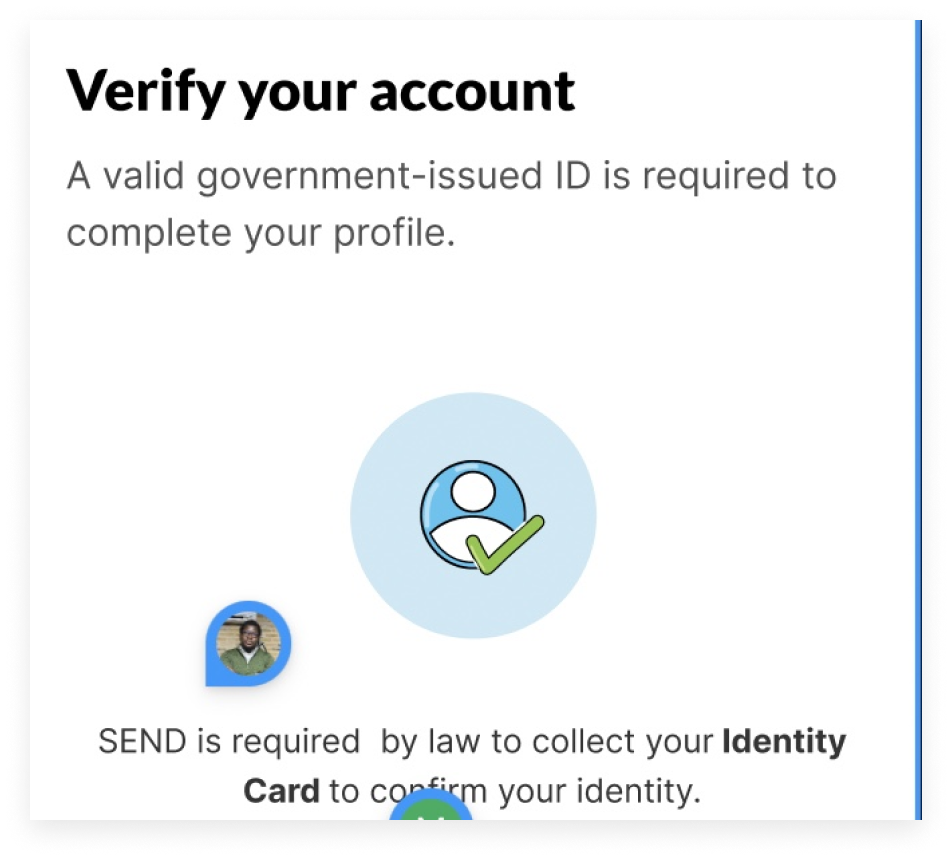 Verify your account
A valid government-issued ID is required to
complete your profile.
SEND is required  by law to collect your Identity
Card to confirm your identity.